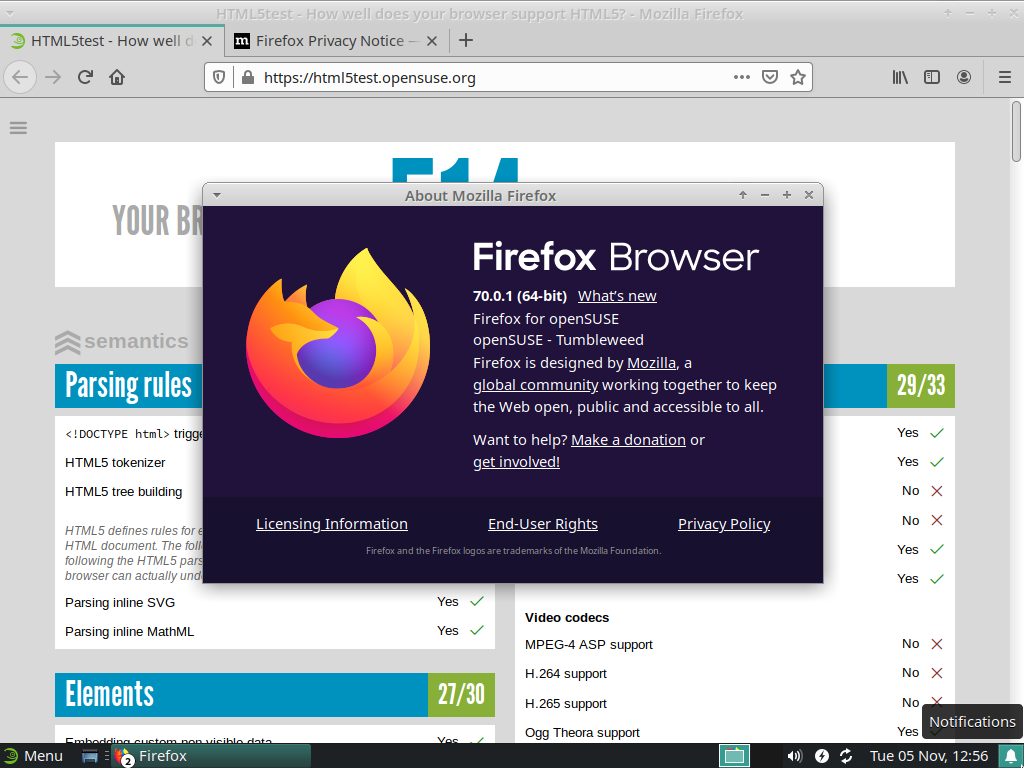 HTML5test - How well does your browser support HTML5? - Mozilla Firefox
HTML5test - How well d
Firefox Privacy Notice —
https://html5test.opensuse.org
514
YOUR BR
About Mozilla Firefox
Firefox Browser
70.0.1 (64-bit) What's new
Firefox for openSUSE
openSUSE - Tumbleweed
Firefox is designed by Mozilla, a
global community working together to keep
the Web open, public and accessible to all.
Want to help? Make a donation or
get involved!
Licensing Information End-User Rights Privacy Policy
Firefox and the Firefox logos are trademarks of the Mozilla Foundation.
semantics
Parsing rules
<!DOCTYPE html> trigge
HTML5 tokenizer
HTML5 tree building
HTML5 defines rules for e
HTML document. The foll
following the HTML5 pars
browser can actually und
Parsing inline SVG Yes
Parsing inline MathML Yes
Elements 27/30
Embedding custom non-visible data Yes
29/33
Yes
Yes
No
No
Yes
Yes
Video codecs
MPEG-4 ASP support No
H.264 support No
H.265 support No
Ogg Theora support Yes
Notifications
Menu
2
Firefox
Tue 05 Nov, 12:56